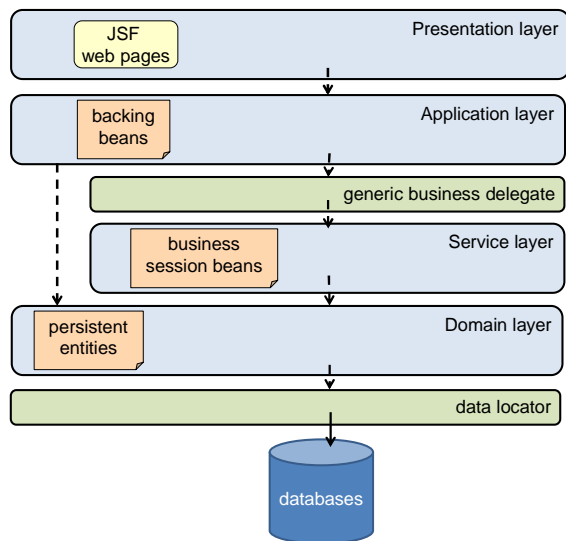 JSF
web pages
Presentation layer
backing
beans
Application layer
generic business delegate
business
session beans
Service layer
persistent
entities
Domain layer
data locator
databases